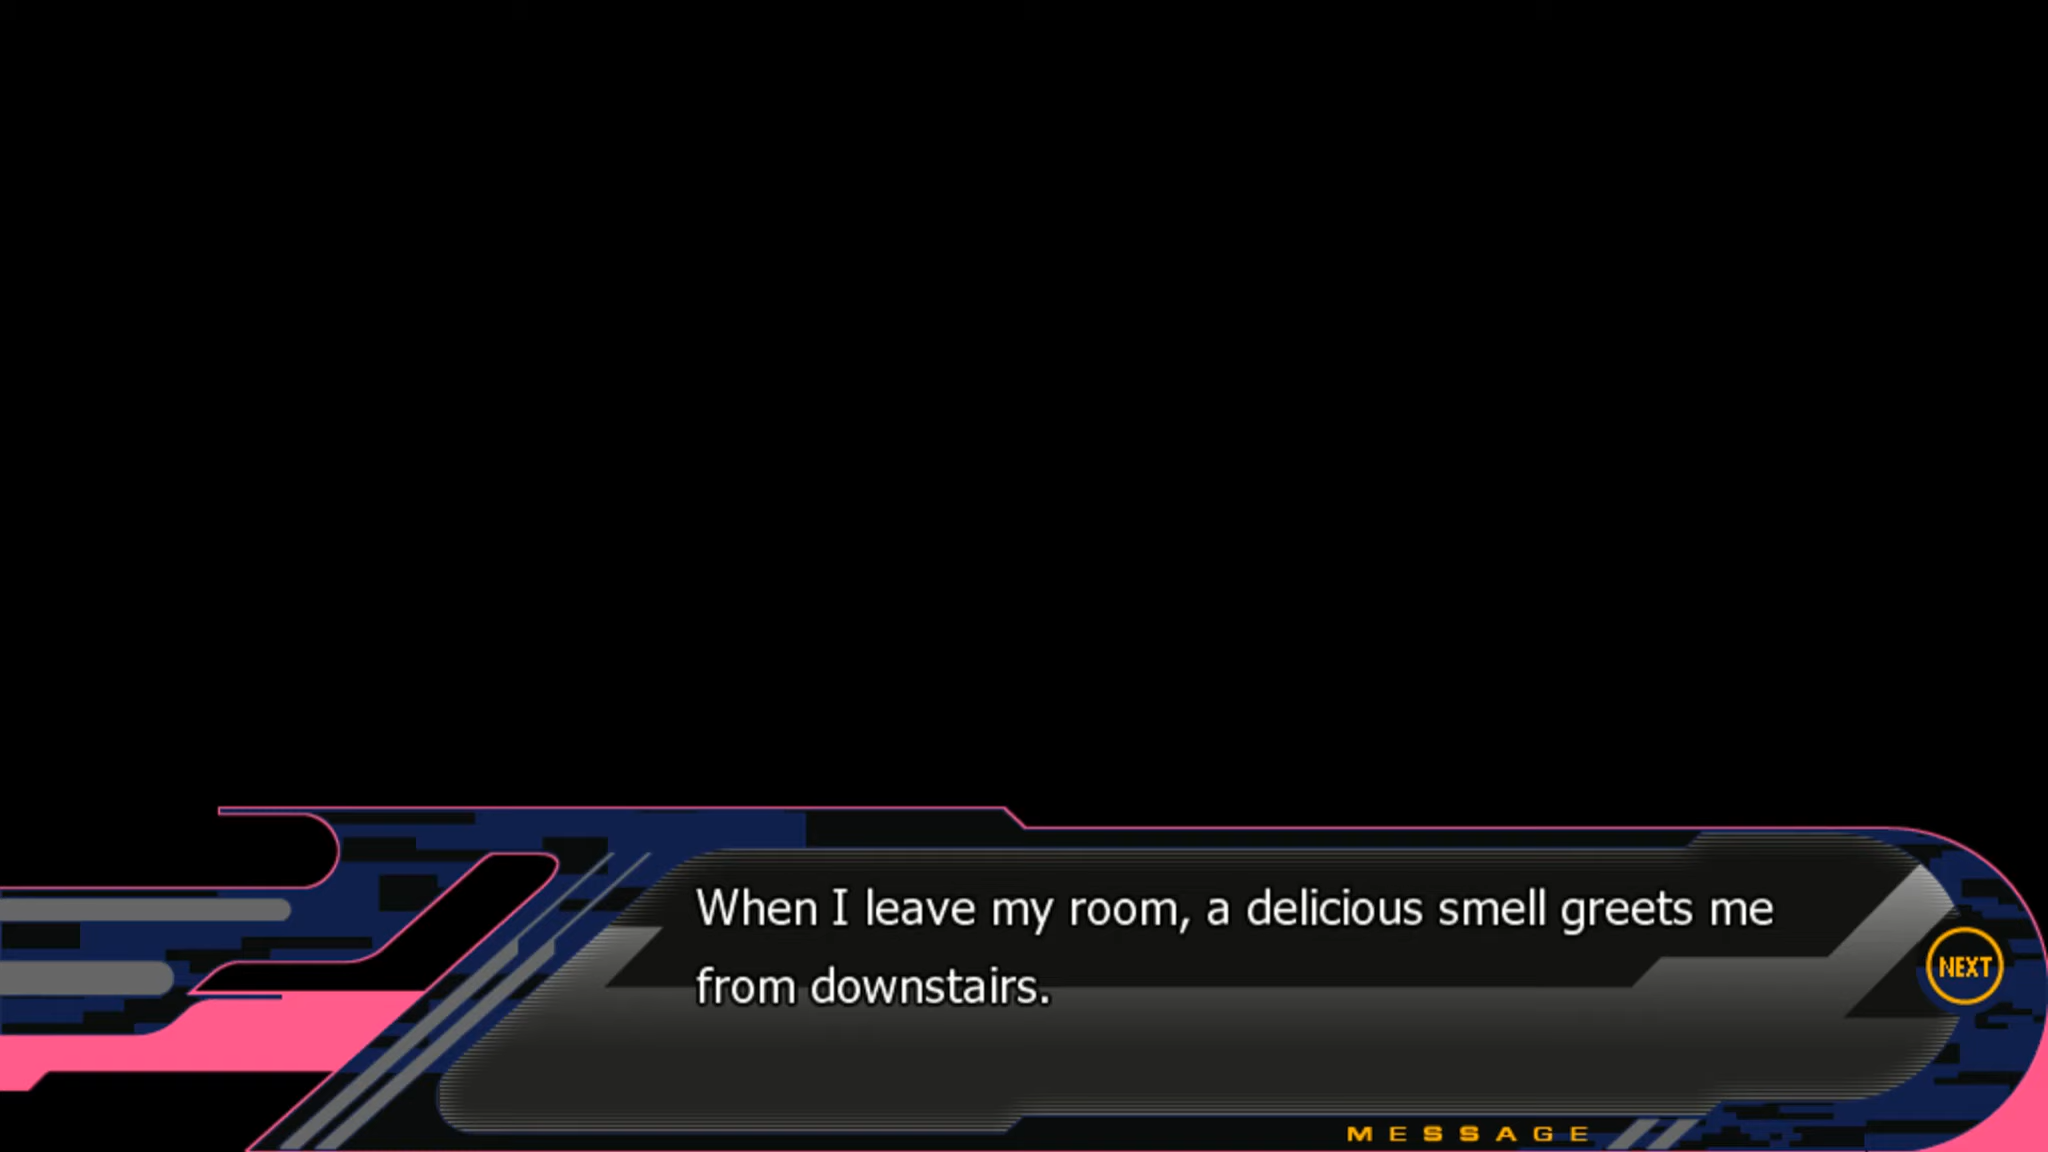 When I leave my room, a delicious smell greets me
from downstairs.
NEXT
MESSAGE